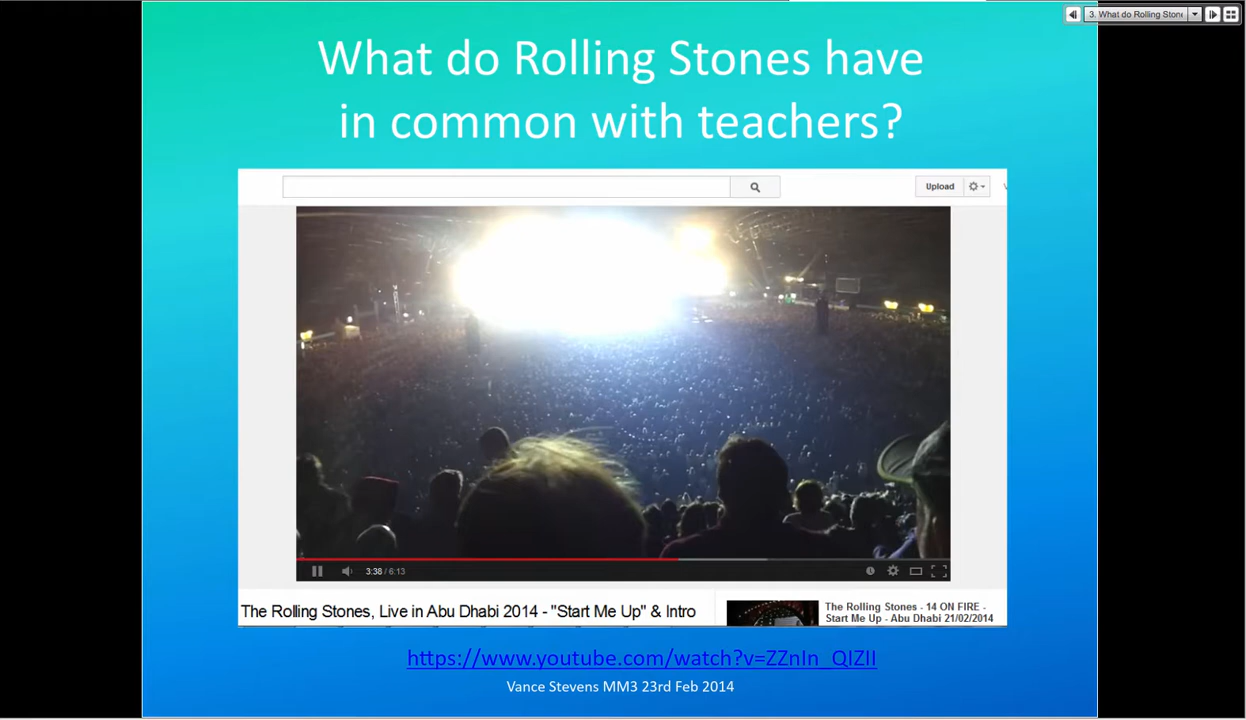 3. What do Rolling Stone
What do Rolling Stones have
in common with teachers?
Upload
3:38 / 6:13
The Rolling Stones, Live in Abu Dhabi 2014 - "Start Me Up" & Intro
The Rolling Stones - 14 ON FIRE -
Start Me Up - Abu Dhabi 21/02/2014
https://www.youtube.com/watch?v=ZZnIn_QIZII
Vance Stevens MM3 23rd Feb 2014